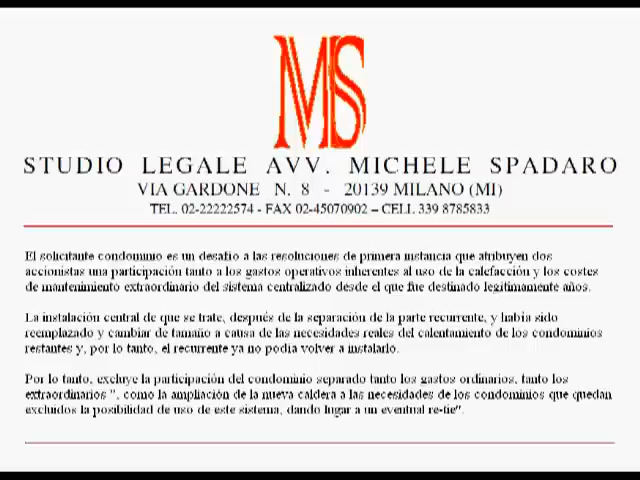 MS
STUDIO LEGALE AVV. MICHELE SPADARO
VIA GARDONE N. 8 - 20139 MILANO (MI)
TEL. 02-22222574 - FAX 02-45070902 – CELL 339 8785833
El solicitante condominio es un desafío a las resoluciones de primera instancia que atribuyen dos
accionistas una participación tanto a los gastos operativos inherentes al uso de la calefacción y los costes
de mantenimiento extraordinario del sistema centralizado desde el que fue destinado legítimamente años.
La instalación central de que se trate, después de la separación de la parte recurrente, y había sido
reemplazado y cambiar de tamaño a causa de las necesidades reales del calentamiento de los condominios
restantes y, por lo tanto, el recurrente ya no podía volver a instalarlo.
Por lo tanto, excluye la participación del condominio separado tanto los gastos ordinarios, tanto los
extraordinarios ", como la ampliación de la nueva caldera a las necesidades de los condominios que quedan
excluidos la posibilidad de uso de este sistema, dando lugar a un eventual re-tie".